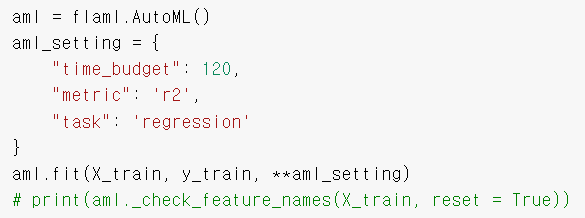 aml = flaml.AutoML()
aml_setting = {
    "time_budget": 120,
    "metric": 'r2',
    "task": 'regression'
}
aml.fit(X_train, y_train, **aml_setting)
# print(aml._check_feature_names(X_train, reset = True))